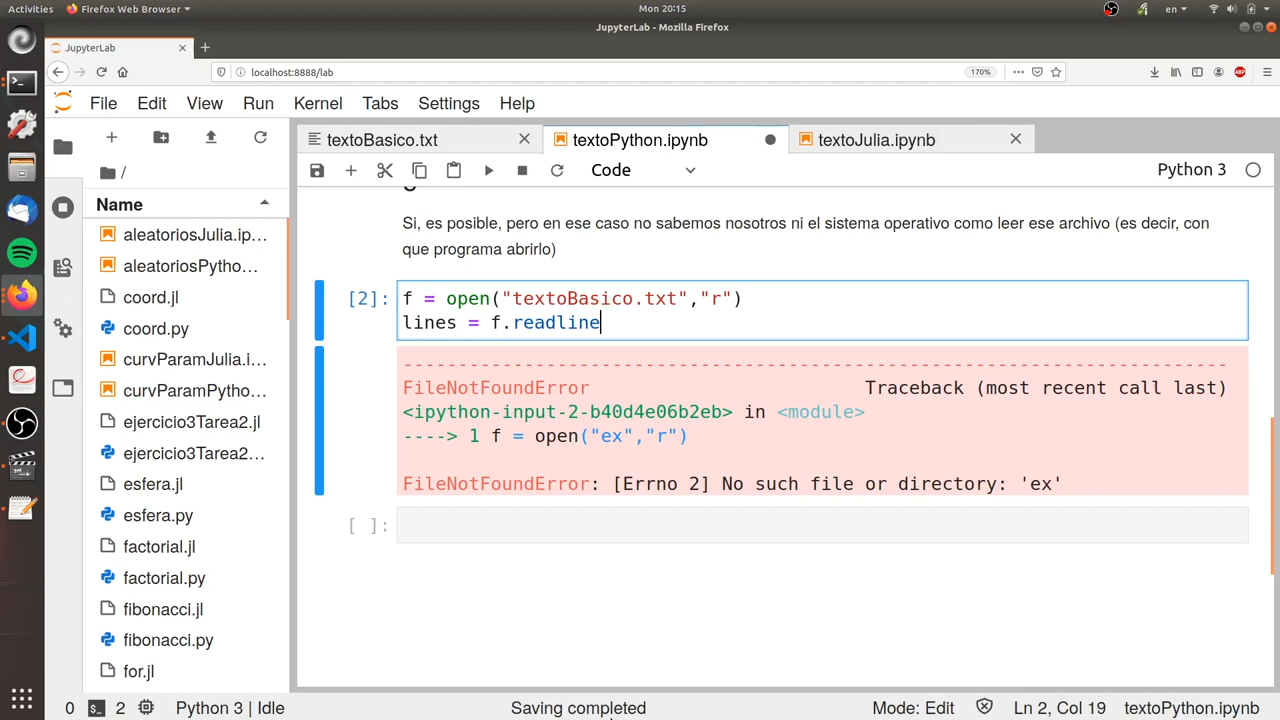 Activities
Firefox Web Browser
Mon 20:15
en
JupyterLab - Mozilla Firefox
JupyterLab
localhost:8888/lab
170%
ABP
File Edit View Run Kernel Tabs Settings Help
textoBasico.txt
textoPython.ipynb
textoJulia.ipynb
/
Code
Python 3
Name
aleatoriosJulia.ip...
aleatoriosPytho...
coord.jl
coord.py
curvParamJulia.i...
curvParamPytho...
ejercicio3Tarea2.jl
ejercicio3Tarea2...
esfera.jl
esfera.py
factorial.jl
factorial.py
fibonacci.jl
fibonacci.py
for.jl
Si, es posible, pero en ese caso no sabemos nosotros ni el sistema operativo como leer ese archivo (es decir, con
que programa abrirlo)
[2]: f = open("textoBasico.txt","r")
lines = f.readline
---------------------------------------------------------------------------
FileNotFoundError Traceback (most recent call last)
<ipython-input-2-b40d4e06b2eb> in <module>
----> 1 f = open("ex","r")
FileNotFoundError: [Errno 2] No such file or directory: 'ex'
[ ]:
0 2 Python 3 | Idle Saving completed Mode: Edit Ln 2, Col 19 textoPython.ipynb